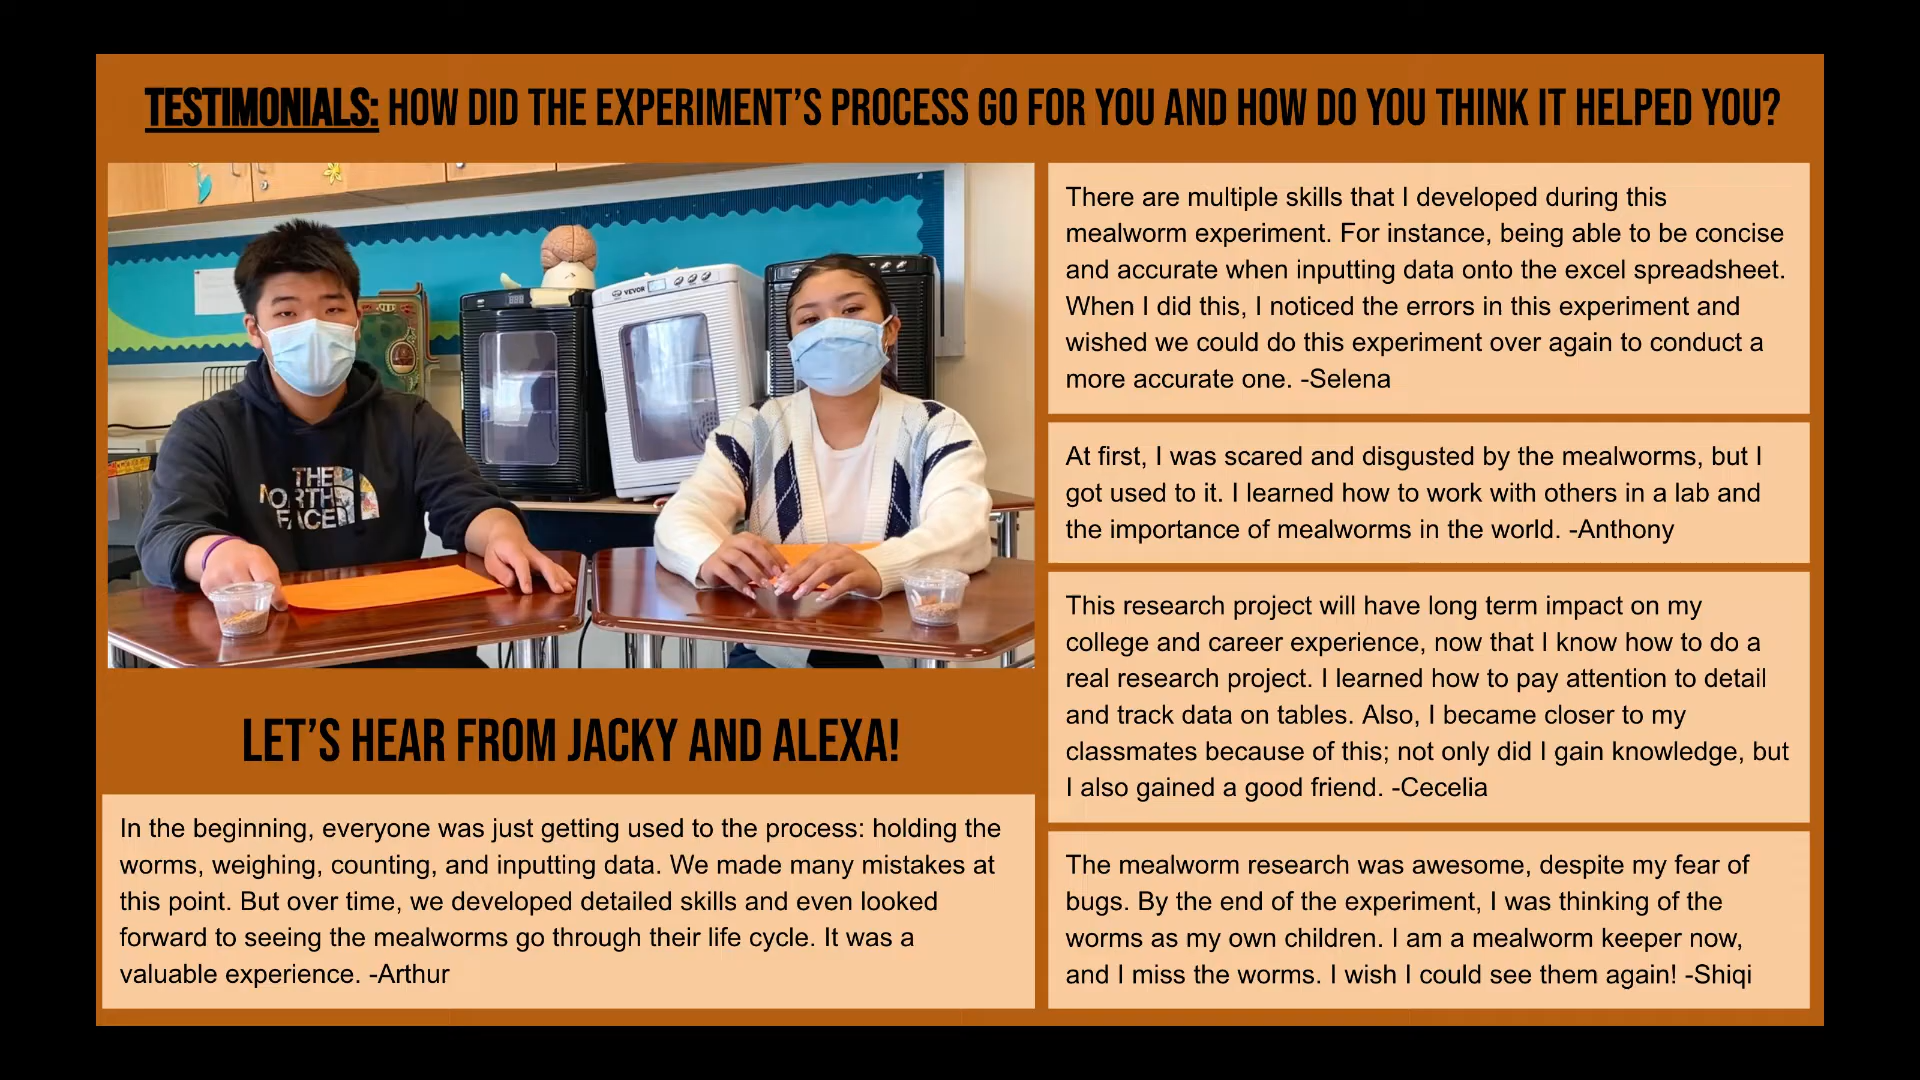 TESTIMONIALS: HOW DID THE EXPERIMENT’S PROCESS GO FOR YOU AND HOW DO YOU THINK IT HELPED YOU?
VEVOR
THE
NORTH
FACE
LET’S HEAR FROM JACKY AND ALEXA!
In the beginning, everyone was just getting used to the process: holding the
worms, weighing, counting, and inputting data. We made many mistakes at
this point. But over time, we developed detailed skills and even looked
forward to seeing the mealworms go through their life cycle. It was a
valuable experience. -Arthur
There are multiple skills that I developed during this
mealworm experiment. For instance, being able to be concise
and accurate when inputting data onto the excel spreadsheet.
When I did this, I noticed the errors in this experiment and
wished we could do this experiment over again to conduct a
more accurate one. -Selena
At first, I was scared and disgusted by the mealworms, but I
got used to it. I learned how to work with others in a lab and
the importance of mealworms in the world. -Anthony
This research project will have long term impact on my
college and career experience, now that I know how to do a
real research project. I learned how to pay attention to detail
and track data on tables. Also, I became closer to my
classmates because of this; not only did I gain knowledge, but
I also gained a good friend. -Cecelia
The mealworm research was awesome, despite my fear of
bugs. By the end of the experiment, I was thinking of the
worms as my own children. I am a mealworm keeper now,
and I miss the worms. I wish I could see them again! -Shiqi